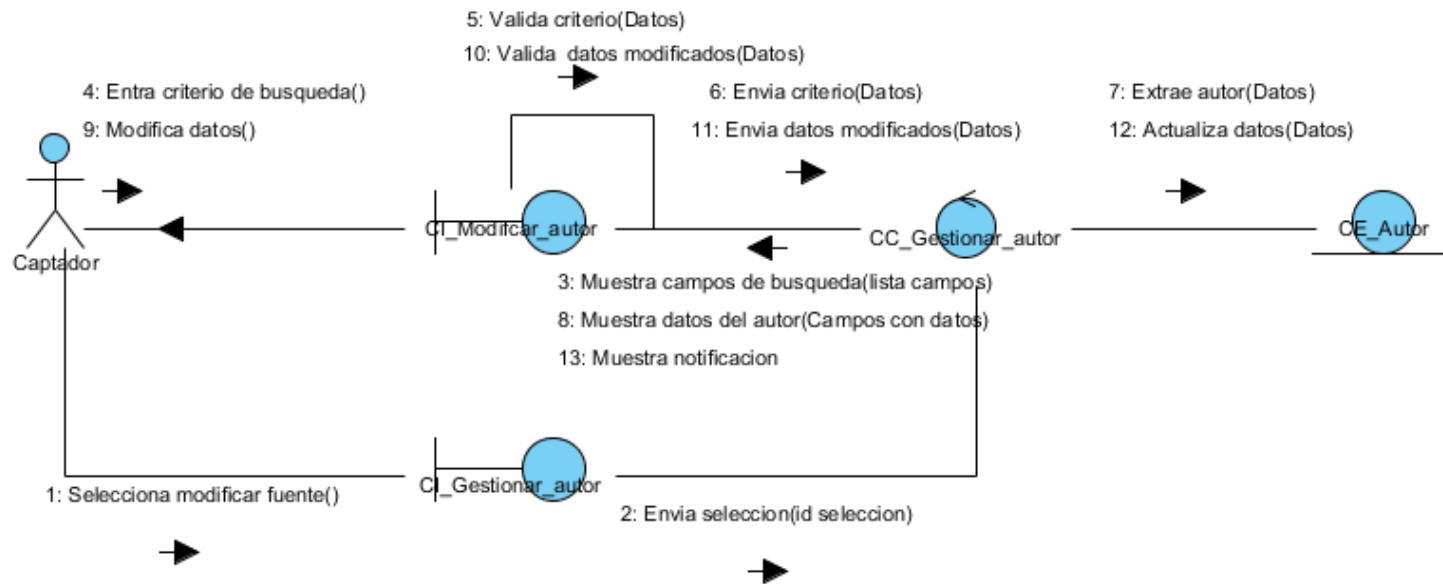 5: Valida criterio(Datos)
10: Valida  datos modificados(Datos)
4: Entra criterio de busqueda()
9: Modifica datos()
6: Envia criterio(Datos)
11: Envia datos modificados(Datos)
7: Extrae autor(Datos)
12: Actualiza datos(Datos)
Captador
CI_Modifcar_autor
CC_Gestionar_autor
CE_Autor
3: Muestra campos de busqueda(lista campos)
8: Muestra datos del autor(Campos con datos)
13: Muestra notificacion
CI_Gestionar_autor
1: Selecciona modificar fuente()
2: Envia seleccion(id seleccion)